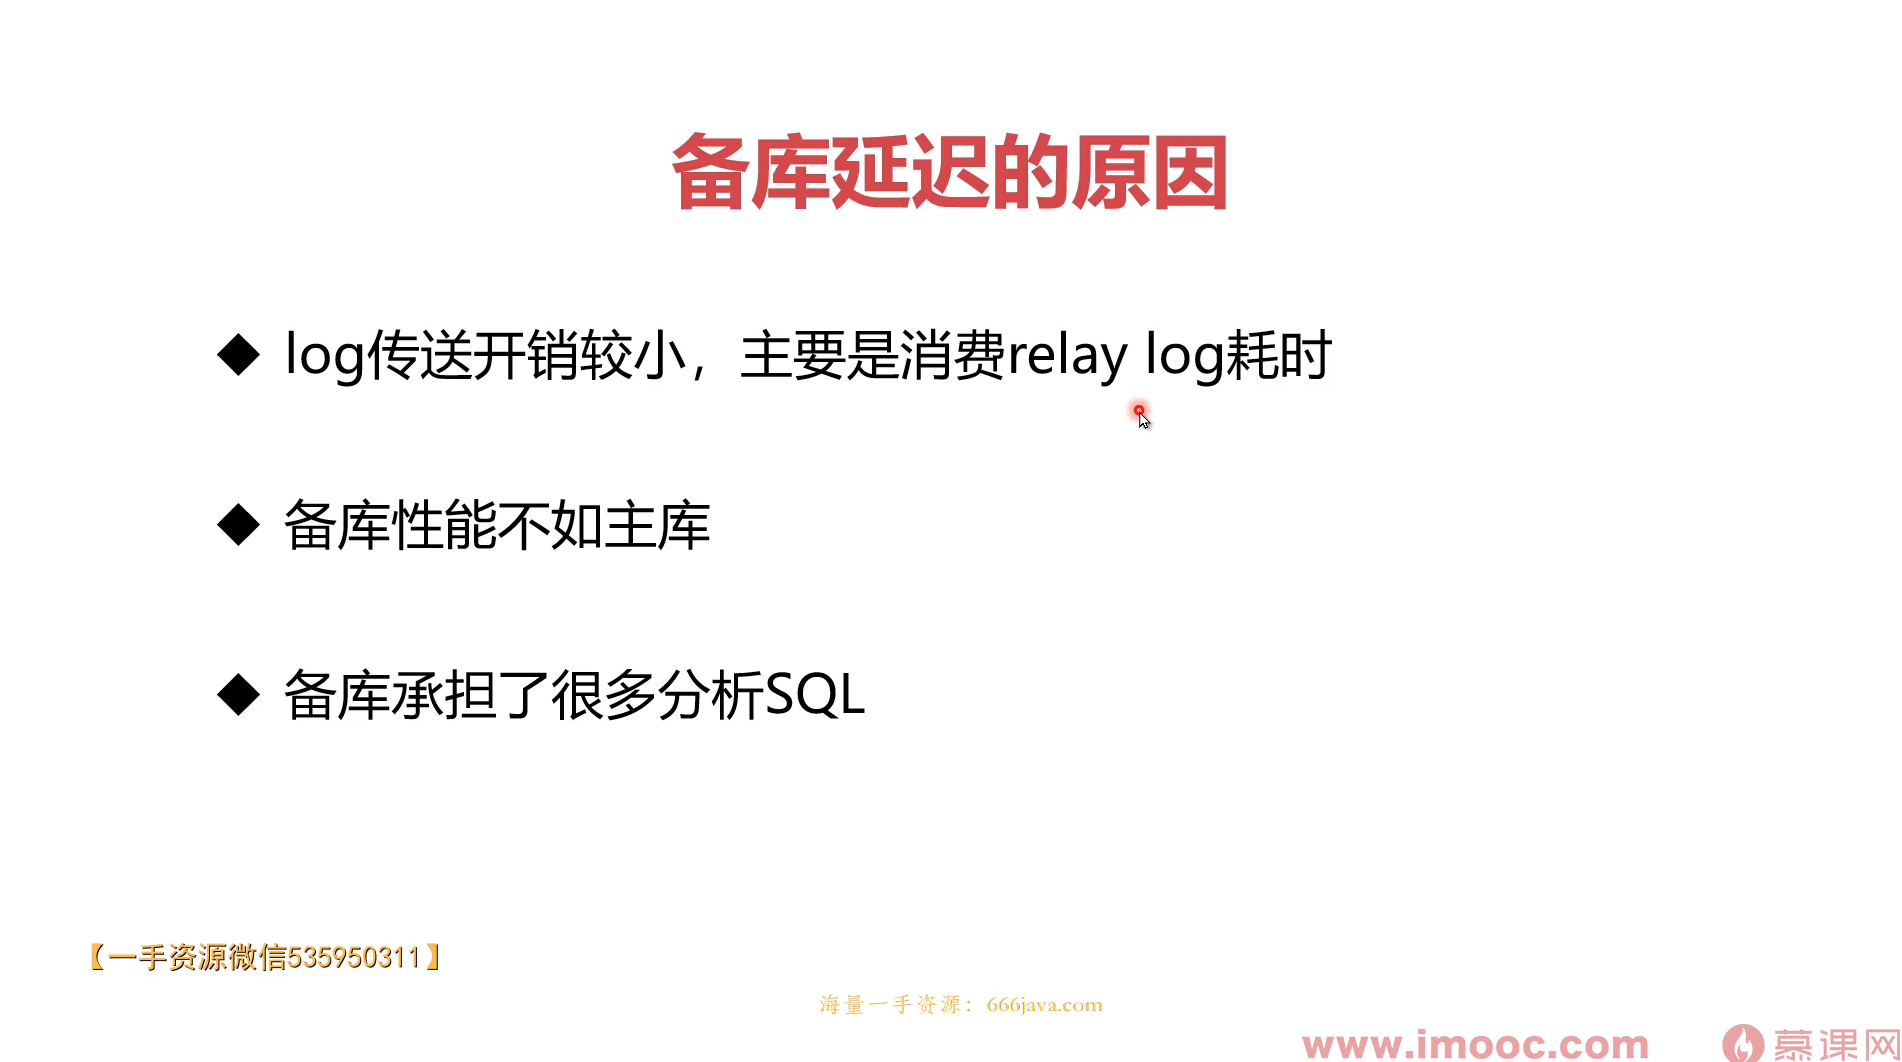 备库延迟的原因
◆ log传送开销较小，主要是消费relay log耗时
◆ 备库性能不如主库
◆ 备库承担了很多分析SQL
【一手资源微信535950311】
海量一手资源：666java.com
www.imooc.com 慕课网